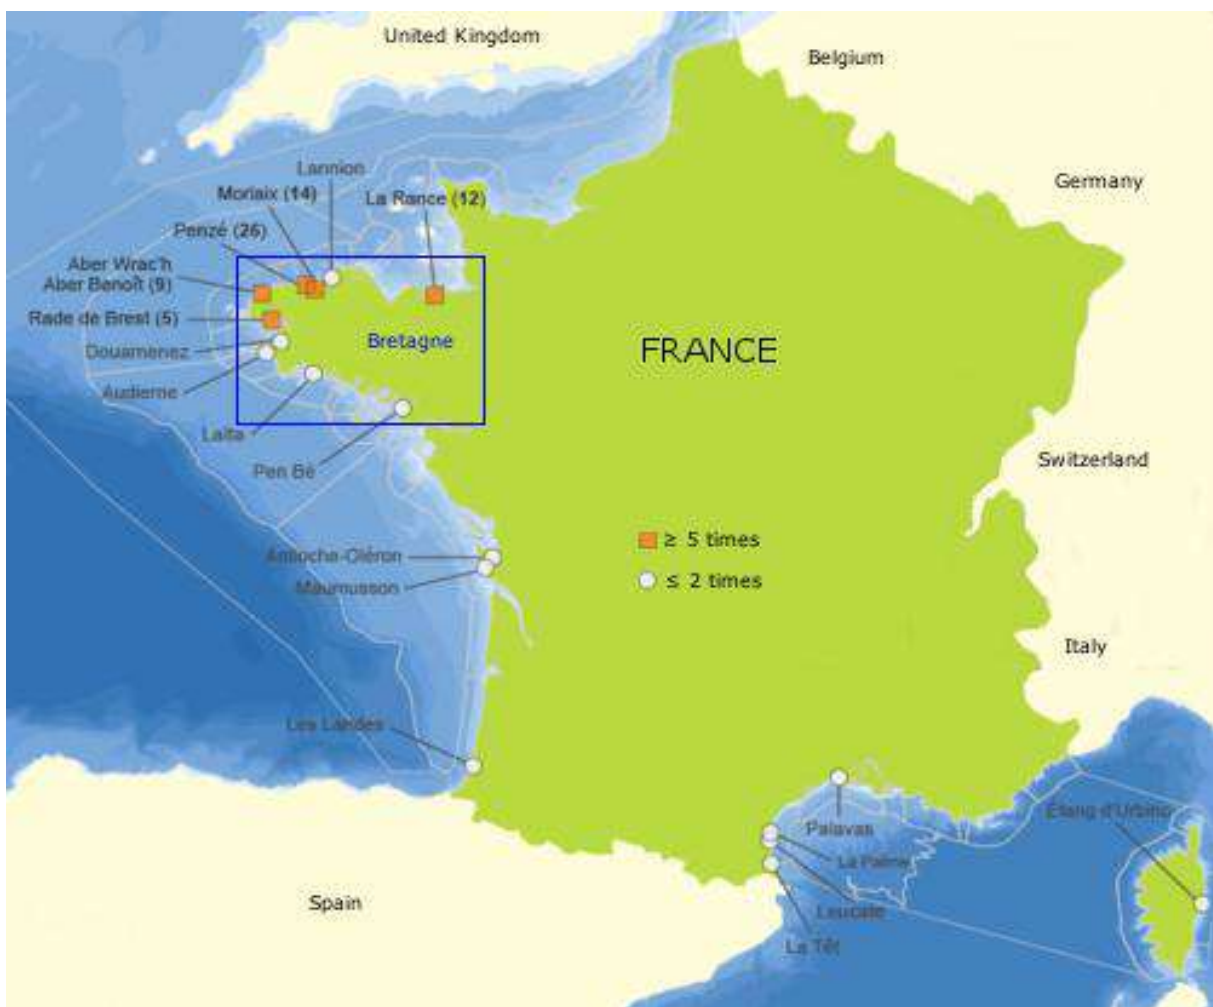 United Kingdom
Belgium
Lannion
Morlaix (14)
La Rance (12)
Germany
Penzé (26)
Aber Wrac'h
Aber Benoît (9)
Rade de Brest (5)
Douarnenez
Bretagne
FRANCE
Audierne
Laïta
Pen Bé
Switzerland
Antioche-Oléron
≥ 5 times
Maumusson
≤ 2 times
Italy
Les Landes
Palavas
Etang d'Urbino
La Palme
Spain
Leucate
La Têt